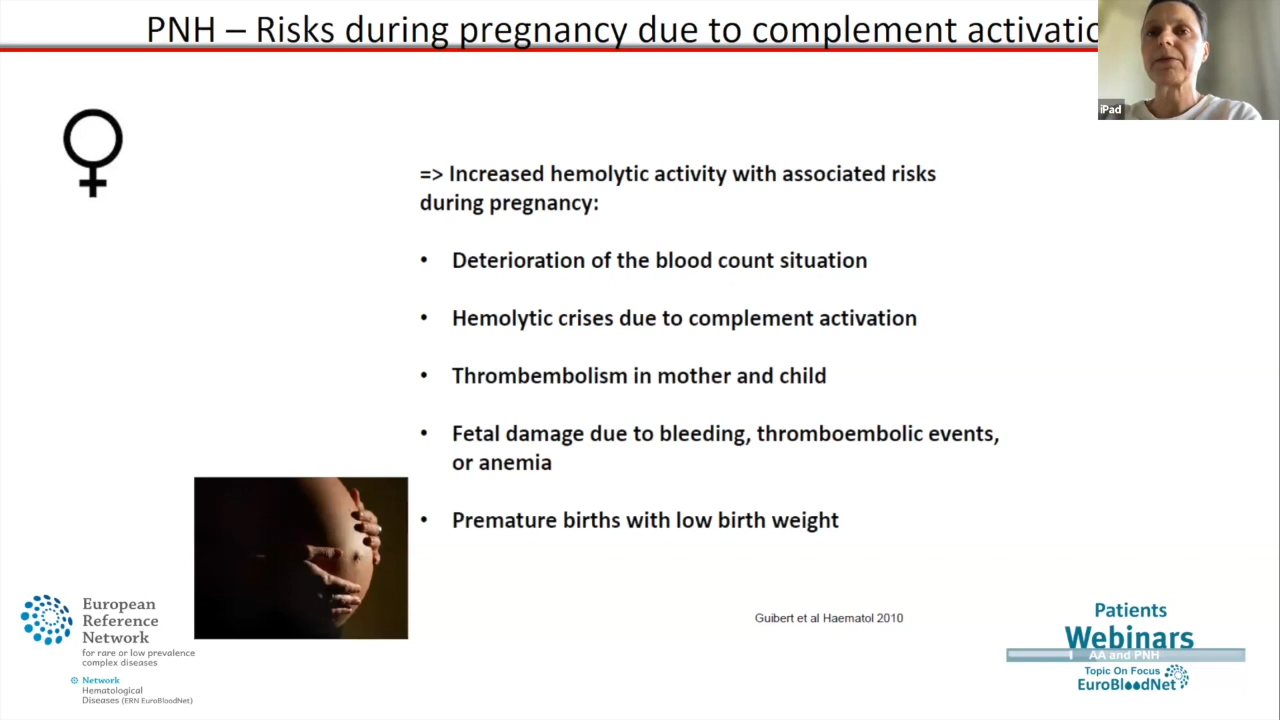 PNH – Risks during pregnancy due to complement activatio
iPad
=> Increased hemolytic activity with associated risks
during pregnancy:
• Deterioration of the blood count situation
• Hemolytic crises due to complement activation
• Thrombembolism in mother and child
• Fetal damage due to bleeding, thromboembolic events,
or anemia
• Premature births with low birth weight
Guibert et al Haematol 2010
European
Reference
Network
for rare or low prevalence
complex diseases
Network
Hematological
Diseases (ERN EuroBloodNet)
Patients
Webinars
AA and PNH
Topic On Focus
EuroBloodNet